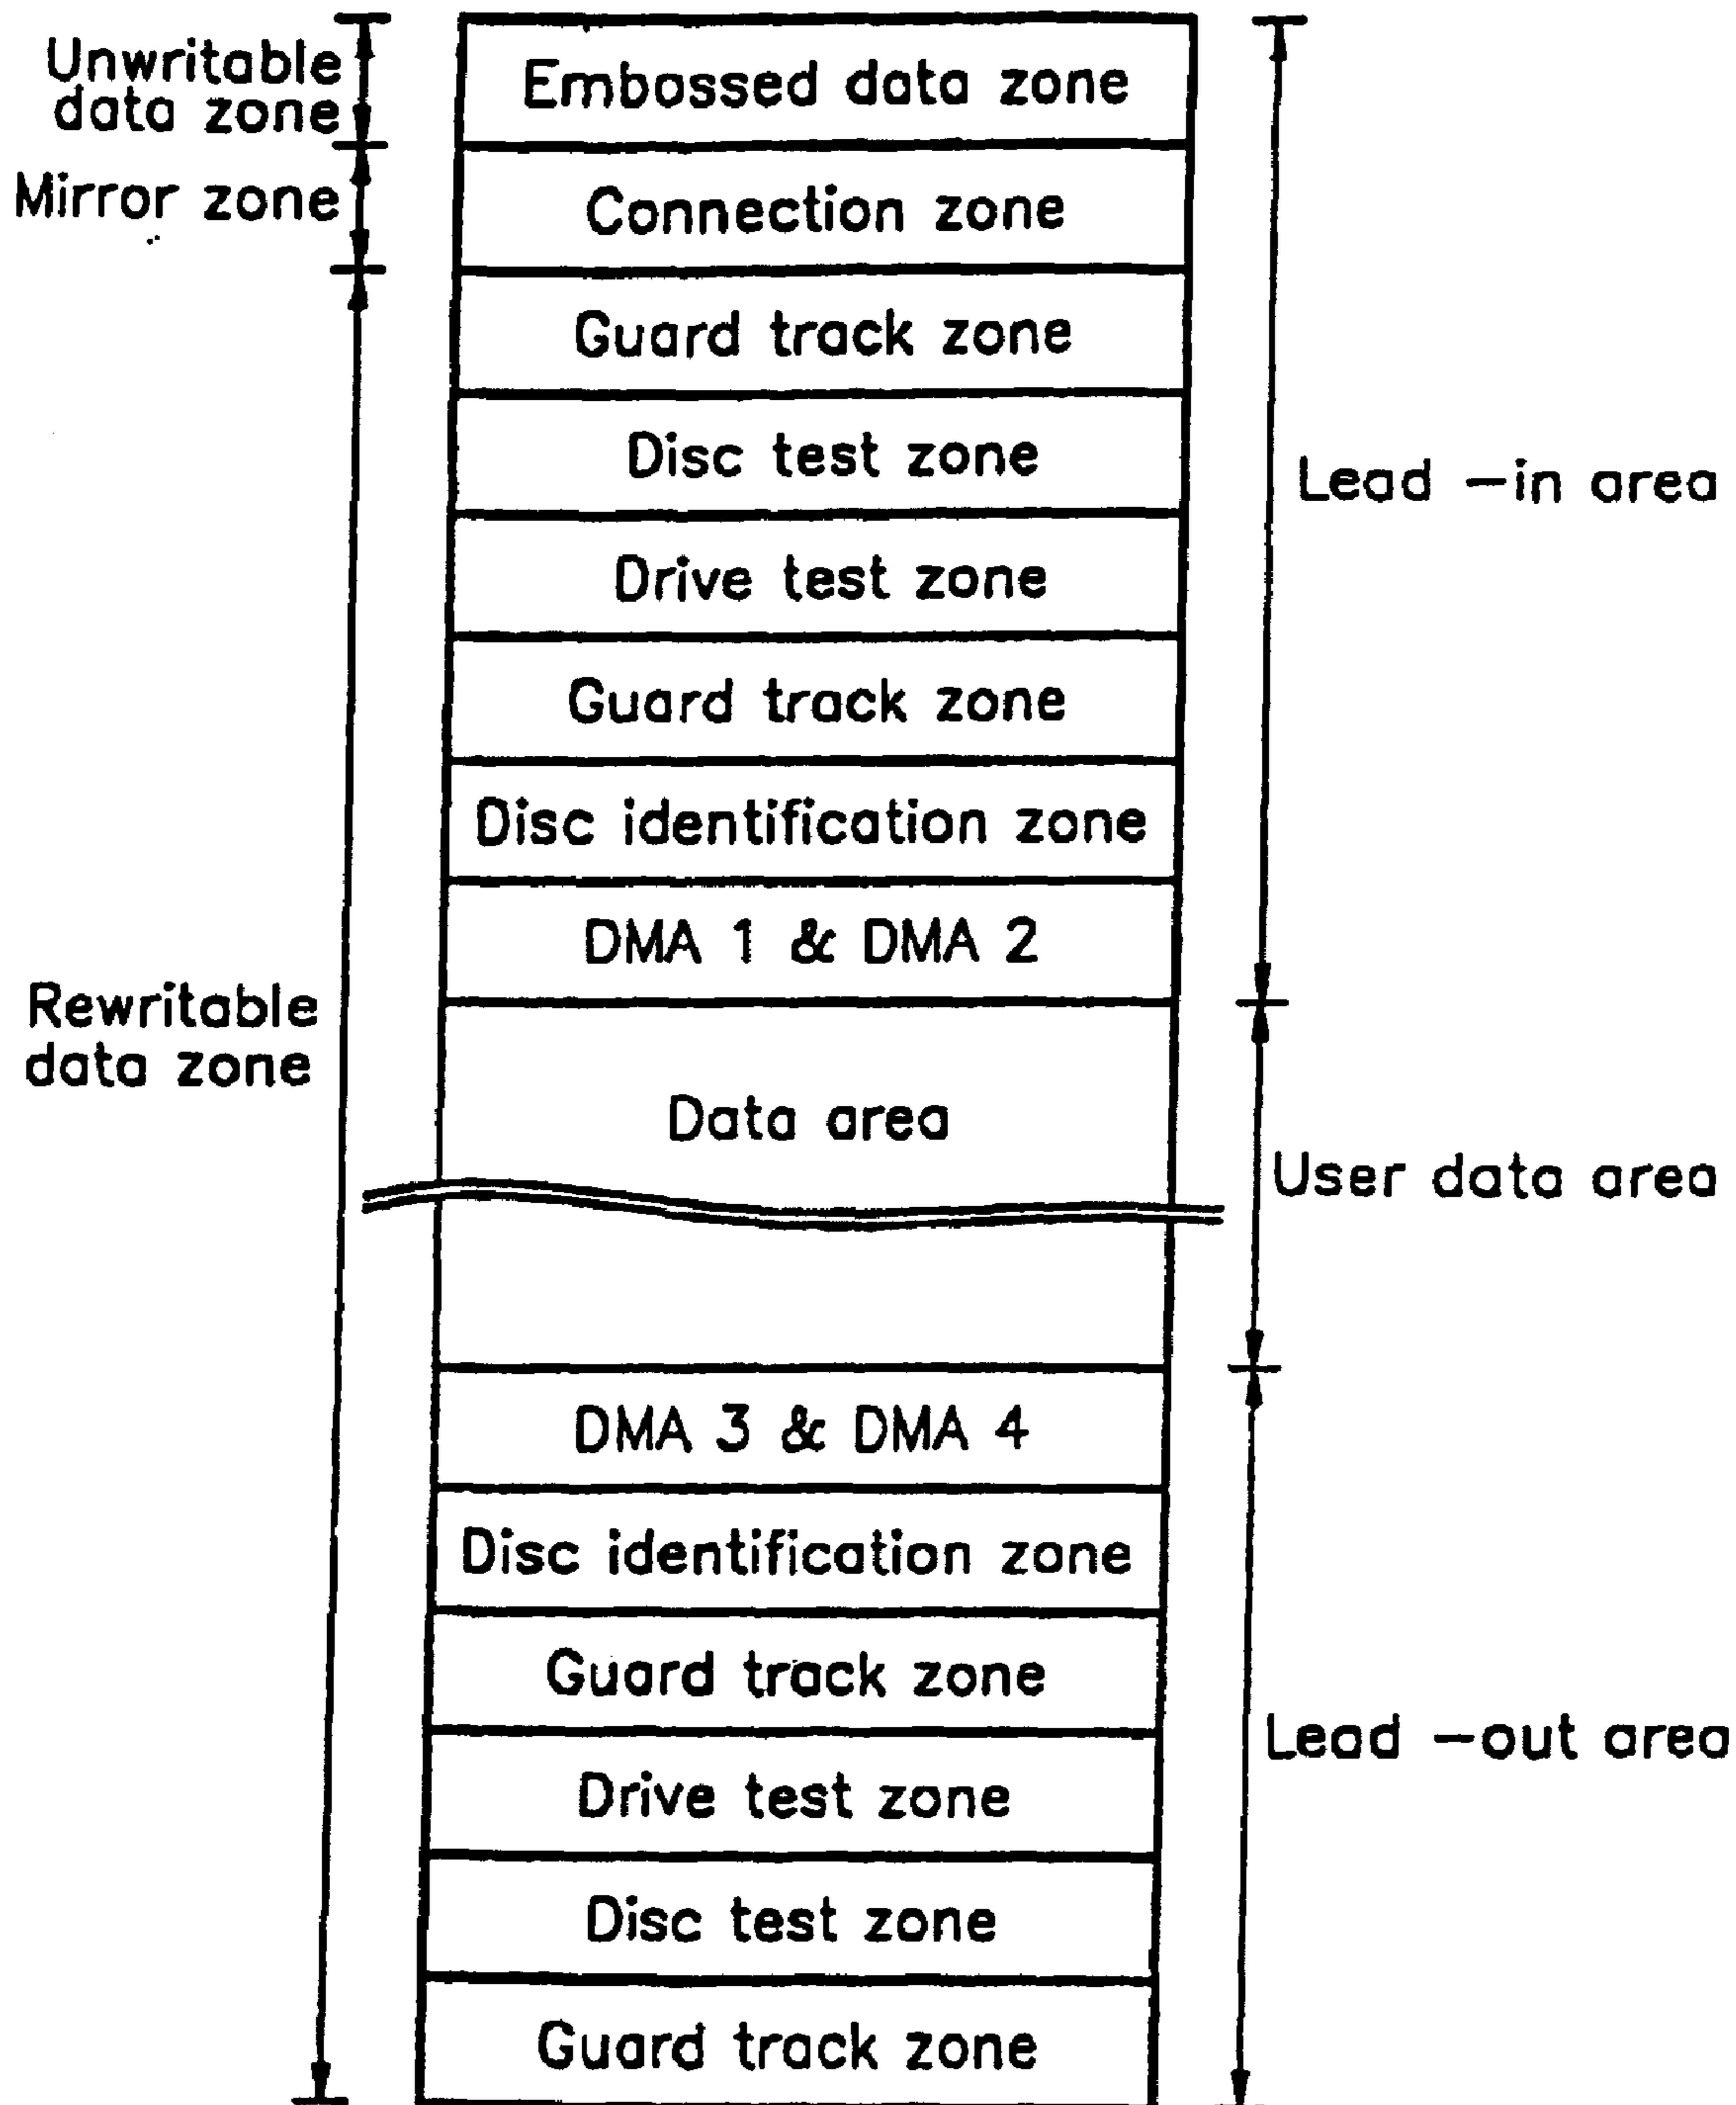 Unwritable
data zone
Mirror zone
Rewritable
data zone
Embossed data zone
Connection zone
Guard track zone
Disc test zone
Drive test zone
Guard track zone
Disc identification zone
DMA 1 & DMA 2
Data area
DMA 3 & DMA 4
Disc identification zone
Guard track zone
Drive test zone
Disc test zone
Guard track zone
Lead -in area
User data area
Lead -out area